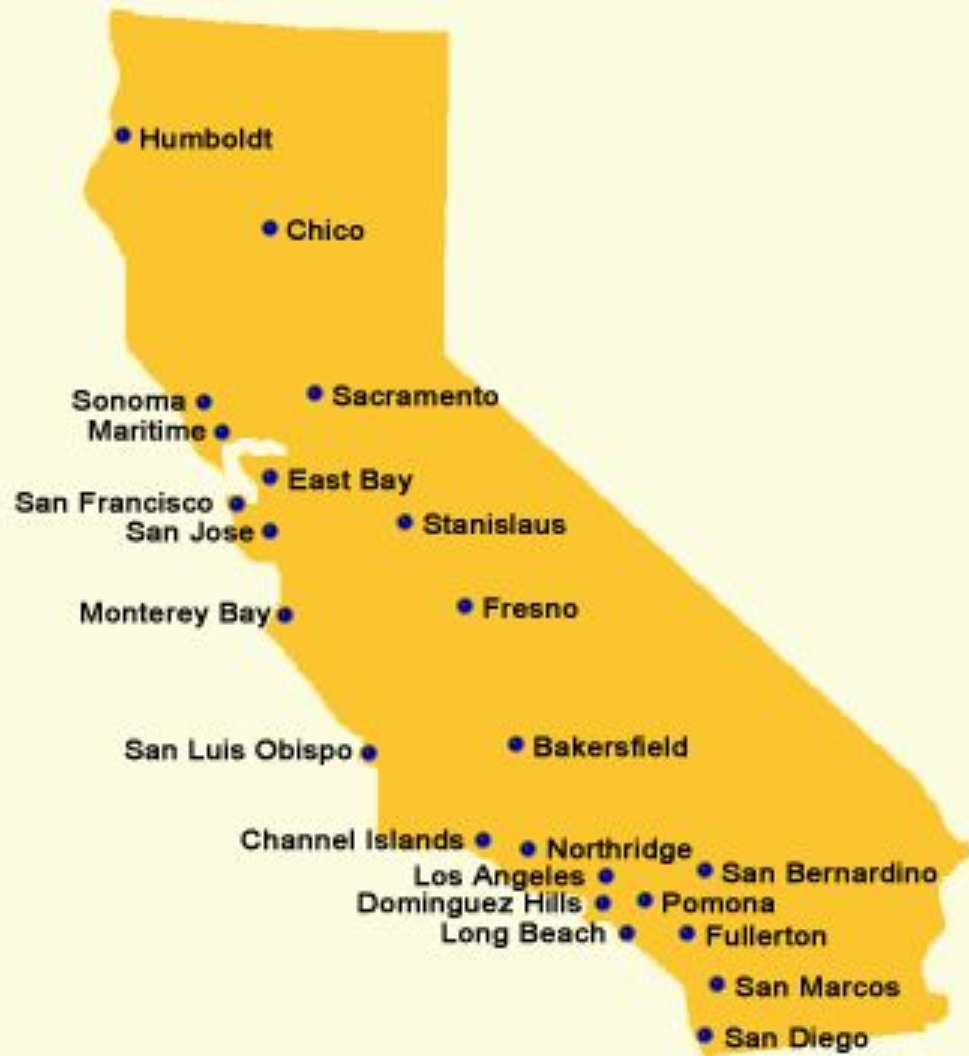 Humboldt
Chico
Sacramento
Sonoma
Maritime
East Bay
San Francisco
Stanislaus
San Jose
Fresno
Monterey Bay
Bakersfield
San Luis Obispo
Channel Islands
Northridge
San Bernardino
Los Angeles
Dominguez Hills
Pomona
Long Beach
Fullerton
San Marcos
San Diego